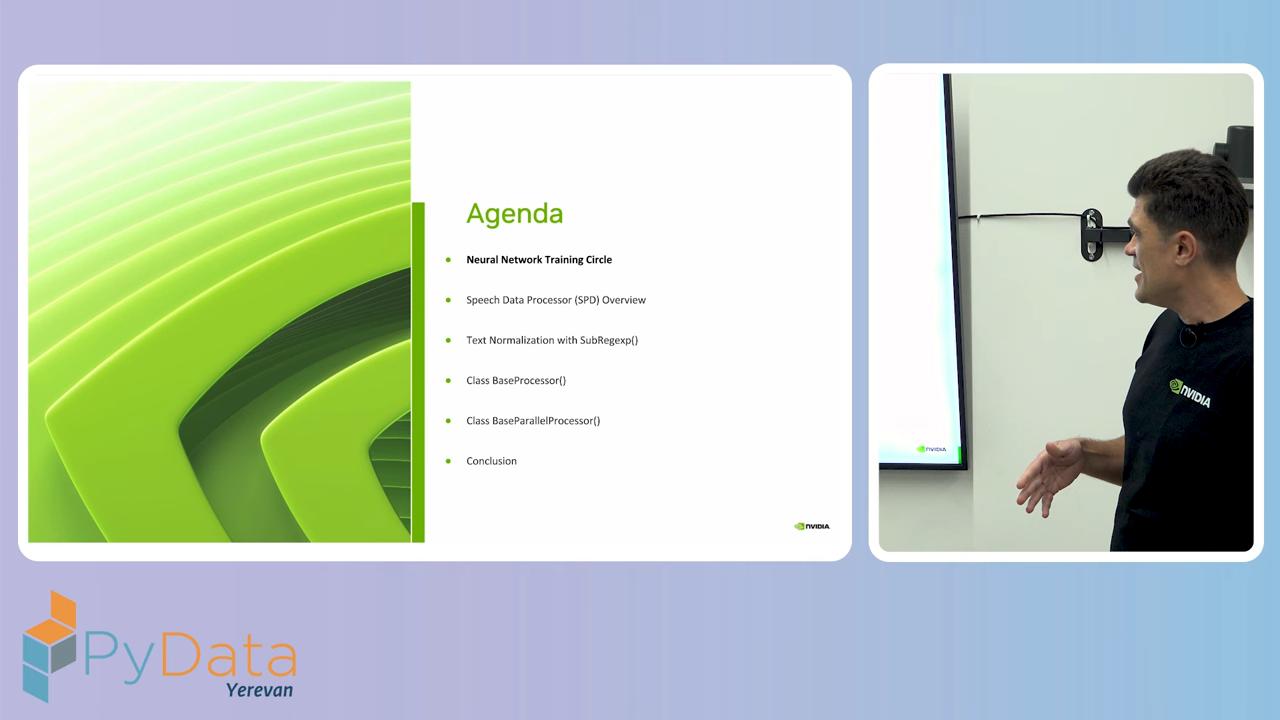 Agenda
Neural Network Training Circle
Speech Data Processor (SPD) Overview
Text Normalization with SubRegexp()
Class BaseProcessor()
Class BaseParallelProcessor()
Conclusion
NVIDIA
NVIDIA
NVIDIA
PyData
Yerevan